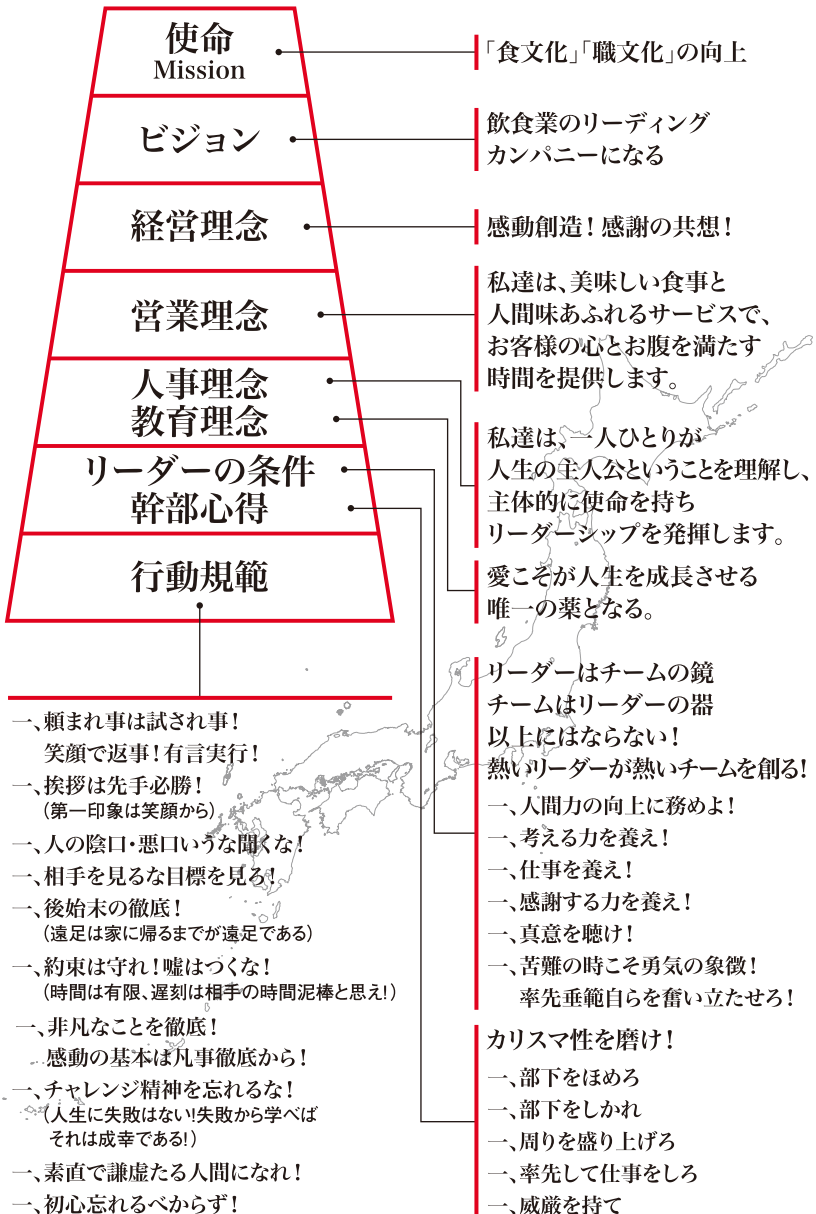 使命
Mission
「食文化」「職文化」の向上
ビジョン
飲食業のリーディング
カンパニーになる
経営理念
感動創造！感謝の共想！
営業理念
私達は、美味しい食事と
人間味あふれるサービスで、
お客様の心とお腹を満たす
時間を提供します。
人事理念
教育理念
私達は、一人ひとりが
人生の主人公ということを理解し、
主体的に使命を持ち
リーダーシップを発揮します。
愛こそが人生を成長させる
唯一の薬となる。
リーダーの条件
幹部心得
リーダーはチームの鏡
チームはリーダーの器
以上にはならない！
熱いリーダーが熱いチームを創る！
一、人間力の向上に務めよ！
一、考える力を養え！
一、仕事を養え！
一、感謝する力を養え！
一、真意を聴け！
一、苦難の時こそ勇気の象徴！
率先垂範自らを奮い立たせろ！
カリスマ性を磨け！
一、部下をほめろ
一、部下をしかれ
一、周りを盛り上げろ
一、率先して仕事をしろ
一、威厳を持て
行動規範
一、頼まれ事は試され事！
笑顔で返事！有言実行！
一、挨拶は先手必勝！
（第一印象は笑顔から）
一、人の陰口・悪口いうな聞くな！
一、相手を見るな目標を見ろ！
一、後始末の徹底！
（遠足は家に帰るまでが遠足である）
一、約束は守れ！嘘はつくな！
（時間は有限、遅刻は相手の時間泥棒と思え！）
一、非凡なことを徹底！
感動の基本は凡事徹底から！
一、チャレンジ精神を忘れるな！
（人生に失敗はない！失敗から学べば
それは成幸である！）
一、素直で謙虚たる人間になれ！
一、初心忘れるべからず！